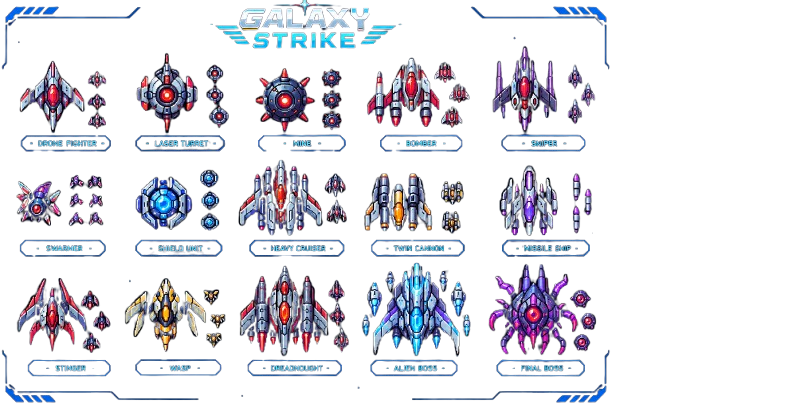 GALAXY
STRIKE
DRONE FIGHTER
LASER TURRET
MINE
BOMBER
SNIPER
SWARMER
SHIELD UNIT
HEAVY CRUISER
TWIN CANNON
MISSILE SHIP
STINGER
WASP
DREADNOUGHT
ALIEN BOSS
FINAL BOSS